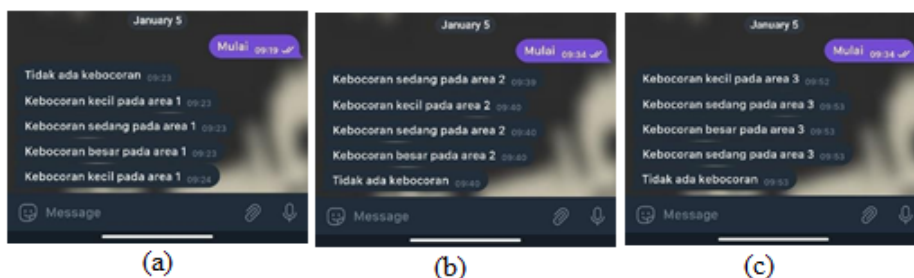 January 5
Mulai 09:19
Tidak ada kebocoran 09:23
Kebocoran kecil pada area 1 09:23
Kebocoran sedang pada area 1 09:23
Kebocoran besar pada area 1 09:23
Kebocoran kecil pada area 1 09:24
Message
(a)
January 5
Mulai 09:34
Kebocoran sedang pada area 2 09:39
Kebocoran kecil pada area 2 09:40
Kebocoran sedang pada area 2 09:40
Kebocoran besar pada area 2 09:40
Tidak ada kebocoran 09:40
Message
(b)
January 5
Mulai 09:34
Kebocoran kecil pada area 3 09:52
Kebocoran sedang pada area 3 09:53
Kebocoran besar pada area 3 09:53
Kebocoran sedang pada area 3 09:53
Tidak ada kebocoran 09:53
Message
(c)